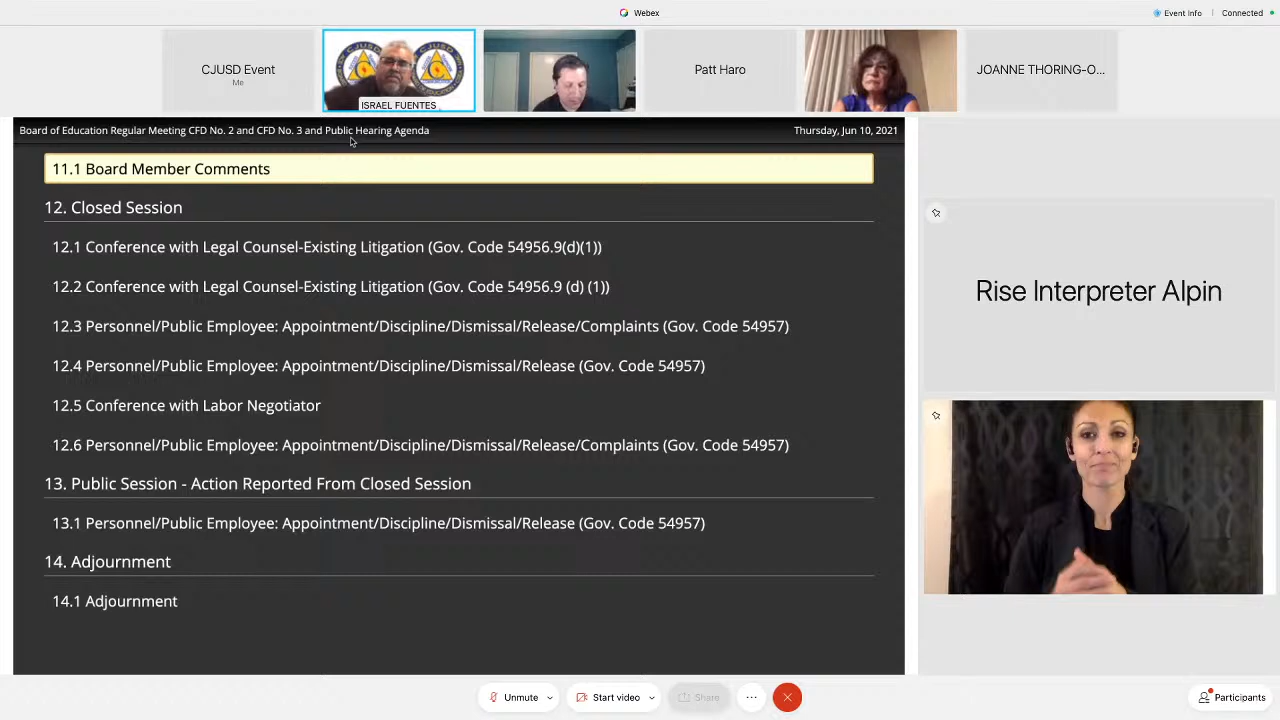 Webex
Event Info
Connected
CJUSD Event
Me
ISRAEL FUENTES
Patt Haro
JOANNE THORING-O...
Board of Education Regular Meeting CFD No. 2 and CFD No. 3 and Public Hearing Agenda
Thursday, Jun 10, 2021
11.1 Board Member Comments
12. Closed Session
12.1 Conference with Legal Counsel-Existing Litigation (Gov. Code 54956.9(d)(1))
12.2 Conference with Legal Counsel-Existing Litigation (Gov. Code 54956.9 (d) (1))
12.3 Personnel/Public Employee: Appointment/Discipline/Dismissal/Release/Complaints (Gov. Code 54957)
12.4 Personnel/Public Employee: Appointment/Discipline/Dismissal/Release (Gov. Code 54957)
12.5 Conference with Labor Negotiator
12.6 Personnel/Public Employee: Appointment/Discipline/Dismissal/Release/Complaints (Gov. Code 54957)
13. Public Session - Action Reported From Closed Session
13.1 Personnel/Public Employee: Appointment/Discipline/Dismissal/Release (Gov. Code 54957)
14. Adjournment
14.1 Adjournment
Rise Interpreter Alpin
Unmute
Start video
Share
Participants